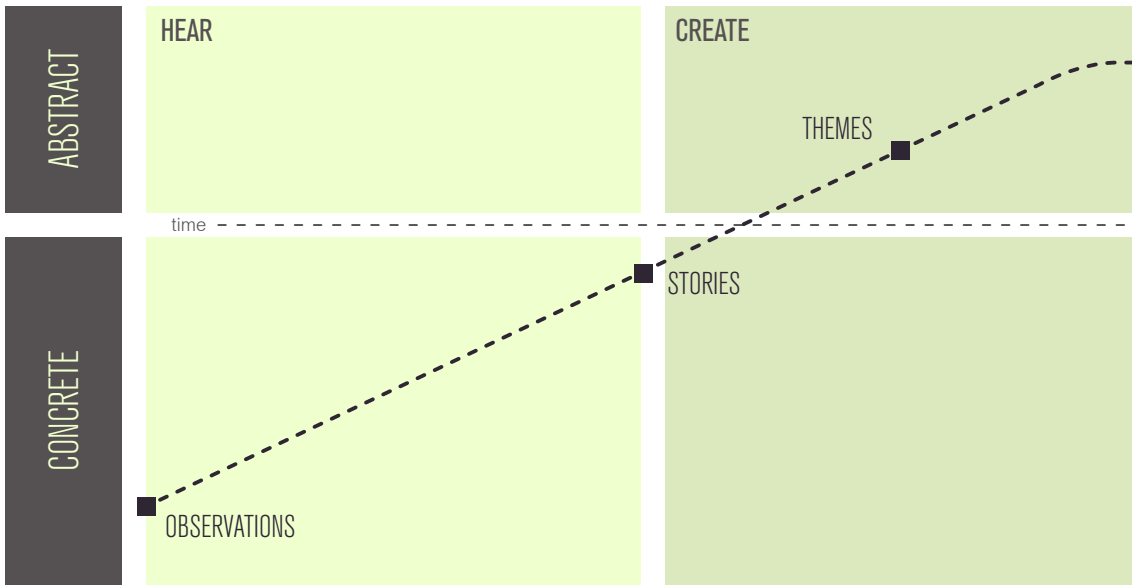 ABSTRACT
HEAR
CREATE
THEMES
time
STORIES
CONCRETE
OBSERVATIONS